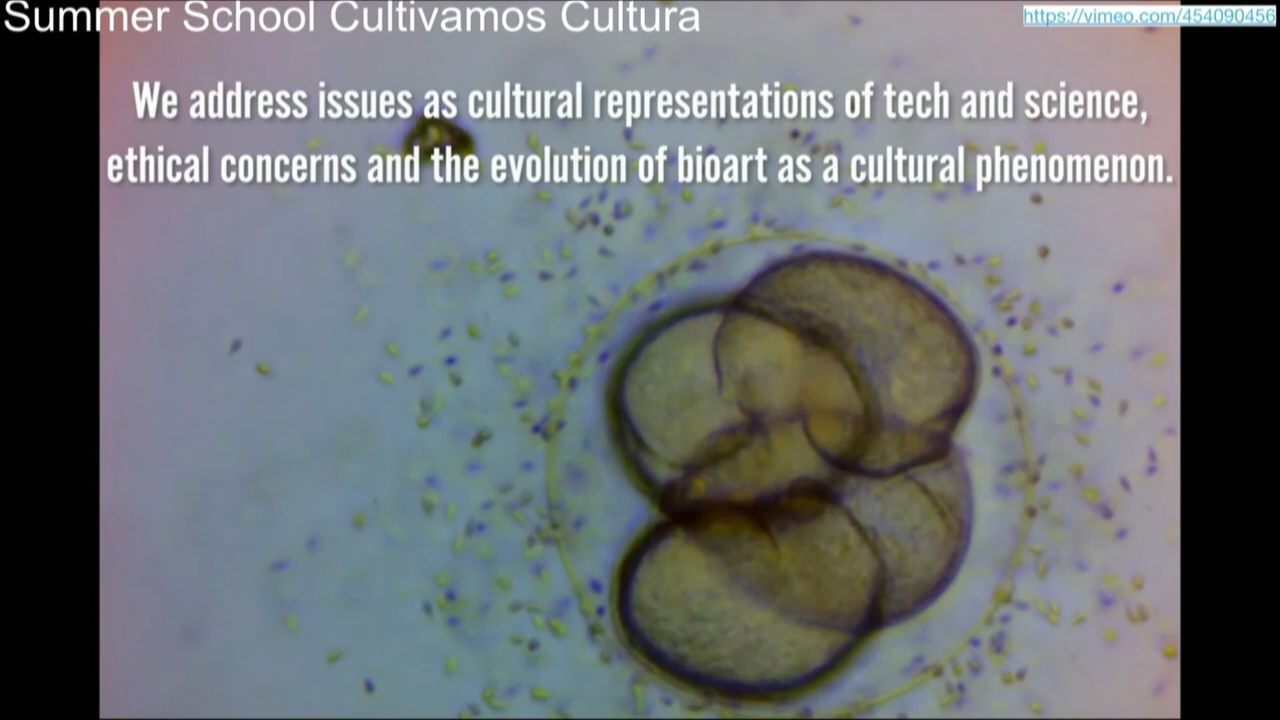 Summer School Cultivamos Cultura
https://vimeo.com/454090456
We address issues as cultural representations of tech and science,
ethical concerns and the evolution of bioart as a cultural phenomenon.